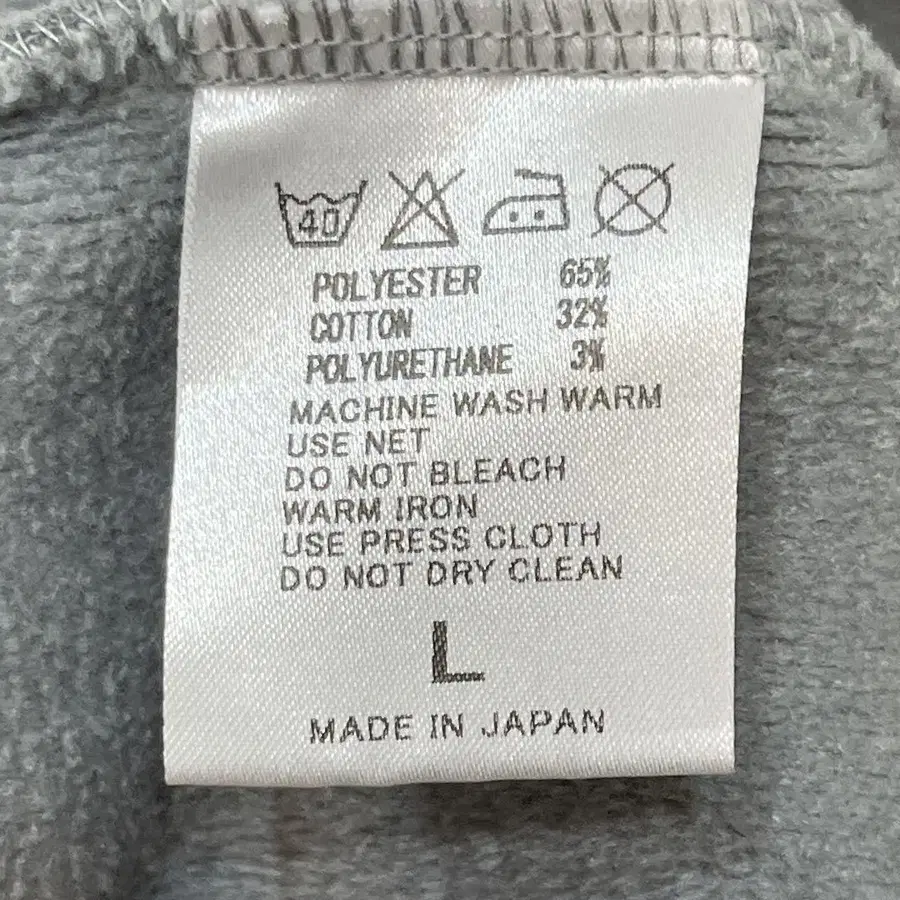 40
POLYESTER 65%
COTTON 32%
POLYURETHANE 3%
MACHINE WASH WARM
USE NET
DO NOT BLEACH
WARM IRON
USE PRESS CLOTH
DO NOT DRY CLEAN
L
MADE IN JAPAN